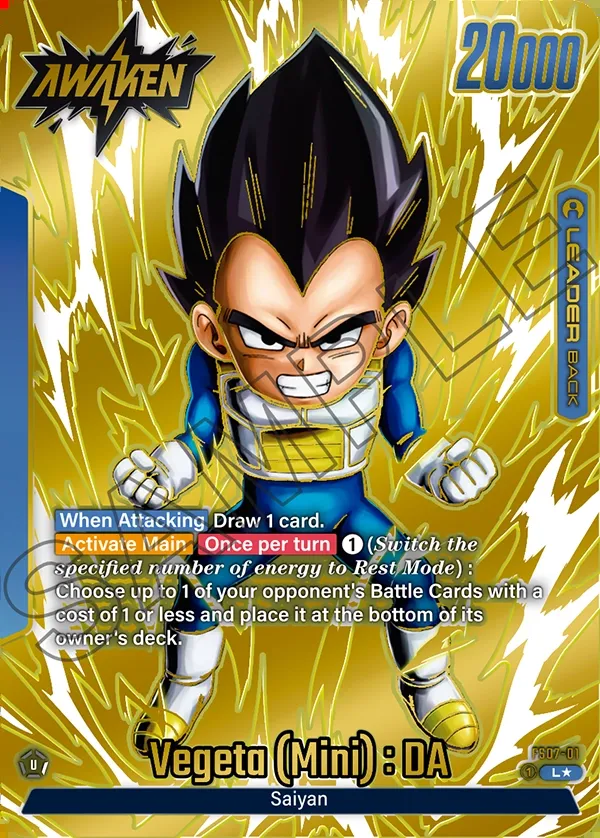 AWAKEN
20000
LEADER BACK
When Attacking Draw 1 card.
Activate Main Once per turn 1 (Switch the
specified number of energy to Rest Mode) :
Choose up to 1 of your opponent's Battle Cards with a
cost of 1 or less and place it at the bottom of its
owner's deck.
SAMPLE
U
Vegeta (Mini) : DA
FS07-01
1 L★
Saiyan